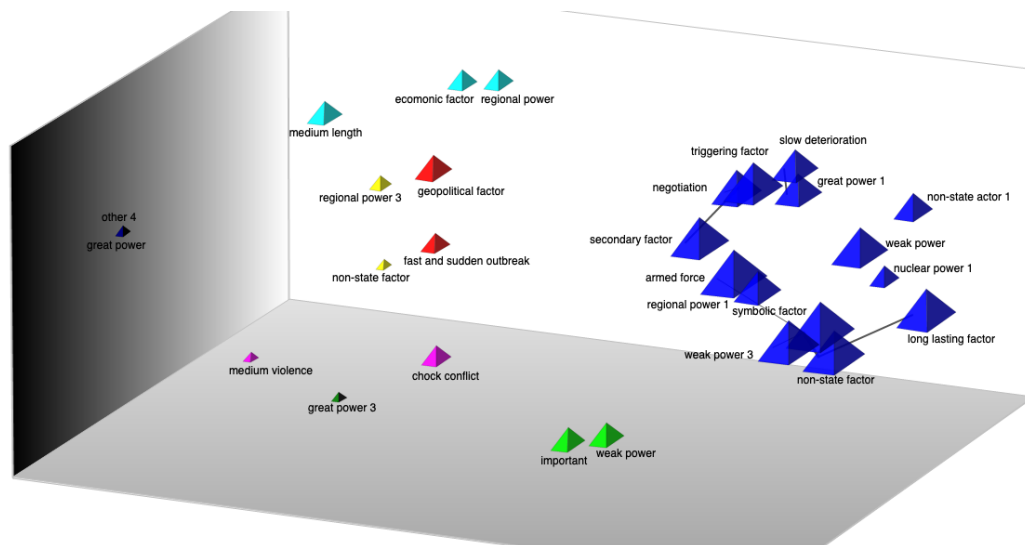 ecomonic factor
regional power
medium length
slow deterioration
triggering factor
great power 1
negotiation
regional power 3
geopolitical factor
non-state actor 1
other 4
great power
secondary factor
weak power
fast and sudden outbreak
non-state factor
nuclear power 1
armed force
regional power 1
symbolic factor
long lasting factor
weak power 3
non-state factor
medium violence
chock conflict
great power 3
important
weak power